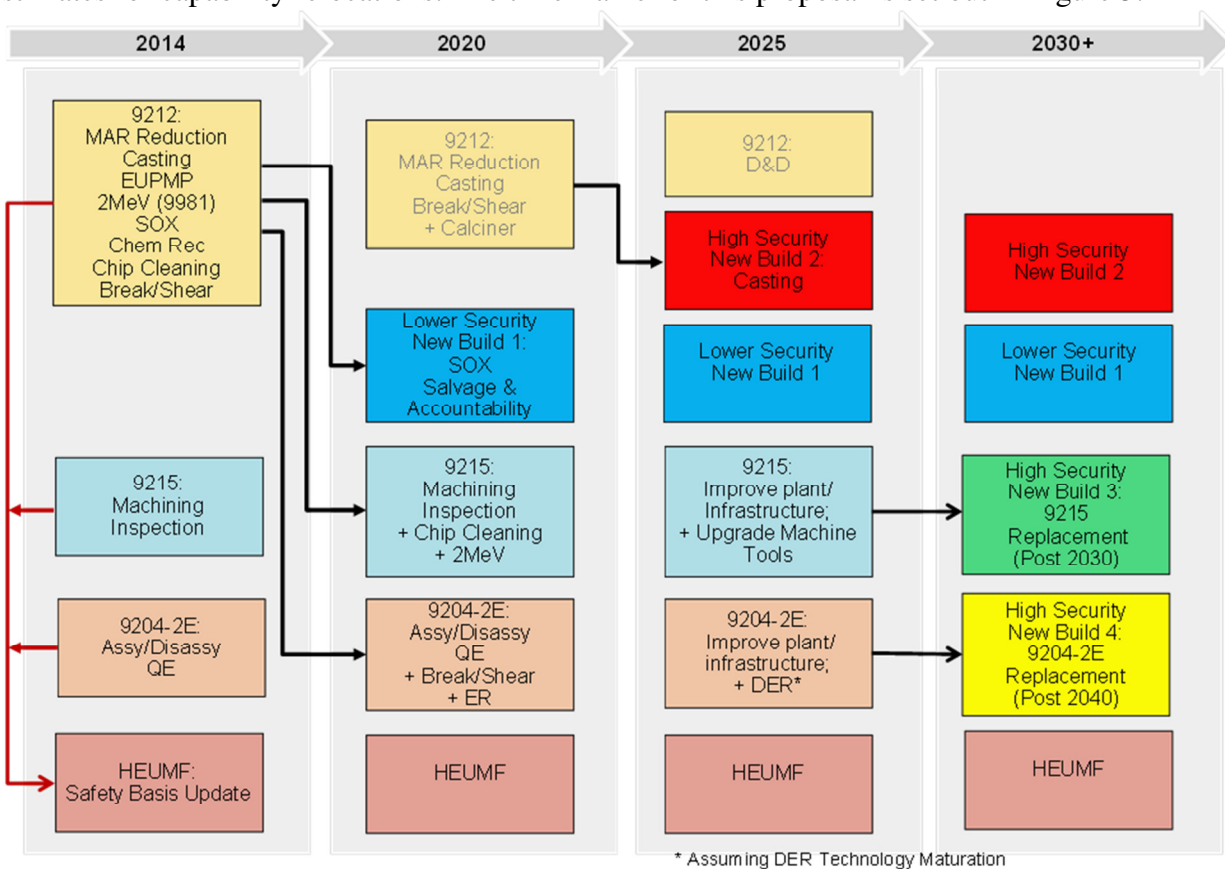 2014
2020
2025
2030+
9212:
MAR Reduction
Casting
EUPMP
2MeV (9981)
SOX
Chem Rec
Chip Cleaning
Break/Shear
9215:
Machining
Inspection
9204-2E:
Assy/Disassy
QE
HEUMF:
Safety Basis Update
9212:
MAR Reduction
Casting
Break/Shear
+ Calciner
Lower Security
New Build 1:
SOX
Salvage &
Accountability
9215:
Machining
Inspection
+ Chip Cleaning
+ 2MeV
9204-2E:
Assy/Disassy
QE
+ Break/Shear
+ ER
HEUMF
9212:
D&D
High Security
New Build 2:
Casting
Lower Security
New Build 1
9215:
Improve plant/
Infrastructure;
+ Upgrade Machine
Tools
9204-2E:
Improve plant/
infrastructure;
+ DER*
HEUMF
High Security
New Build 2
Lower Security
New Build 1
High Security
New Build 3:
9215
Replacement
(Post 2030)
High Security
New Build 4:
9204-2E
Replacement
(Post 2040)
HEUMF
* Assuming DER Technology Maturation